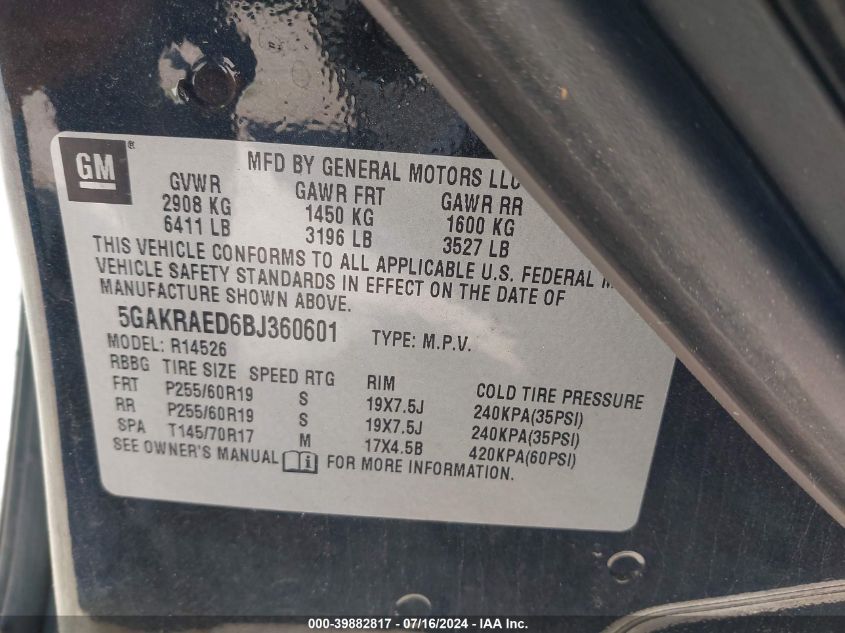 GM ®
MFD BY GENERAL MOTORS LLC
GVWR GAWR FRT GAWR RR
2908 KG 1450 KG 1600 KG
6411 LB 3196 LB 3527 LB
THIS VEHICLE CONFORMS TO ALL APPLICABLE U.S. FEDERAL
VEHICLE SAFETY STANDARDS IN EFFECT ON THE DATE OF
MANUFACTURE SHOWN ABOVE.
5GAKRAED6BJ360601 TYPE: M.P.V.
MODEL: R14526
RBBG TIRE SIZE SPEED RTG RIM COLD TIRE PRESSURE
FRT P255/60R19 S 19X7.5J 240KPA(35PSI)
RR P255/60R19 S 19X7.5J 240KPA(35PSI)
SPA T145/70R17 M 17X4.5B 420KPA(60PSI)
SEE OWNER'S MANUAL i FOR MORE INFORMATION.
000-39882817 - 07/16/2024 - IAA Inc.